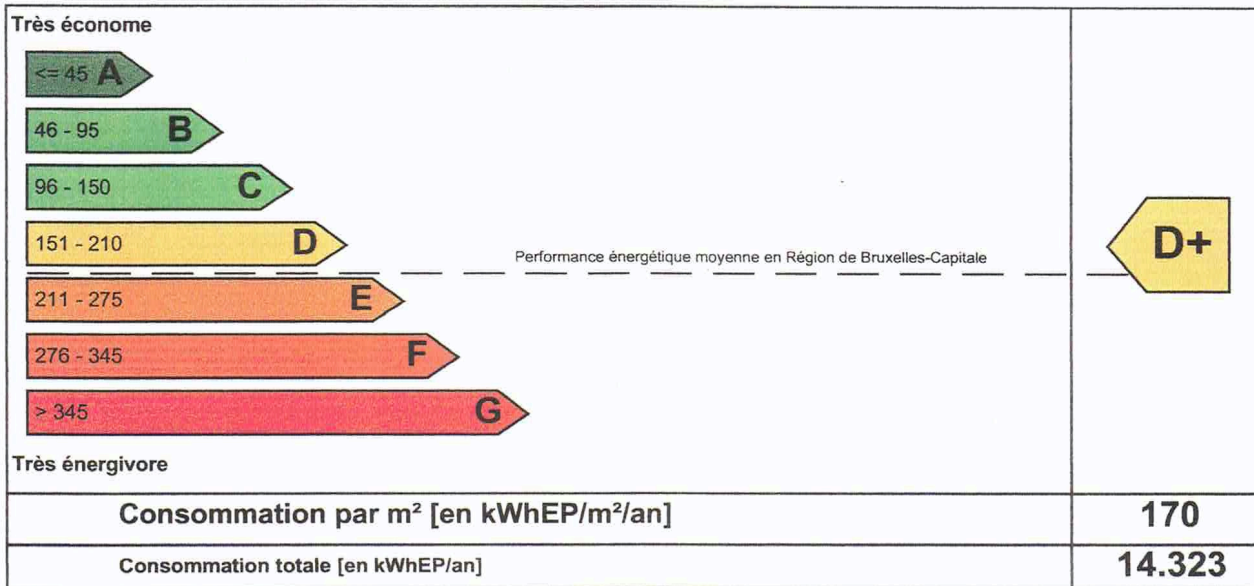 Très économe
<= 45 A
46 - 95 B
96 - 150 C
151 - 210 D
Performance énergétique moyenne en Région de Bruxelles-Capitale
D+
211 - 275 E
276 - 345 F
> 345 G
Très énergivore
Consommation par m² [en kWhEP/m²/an] 170
Consommation totale [en kWhEP/an] 14.323